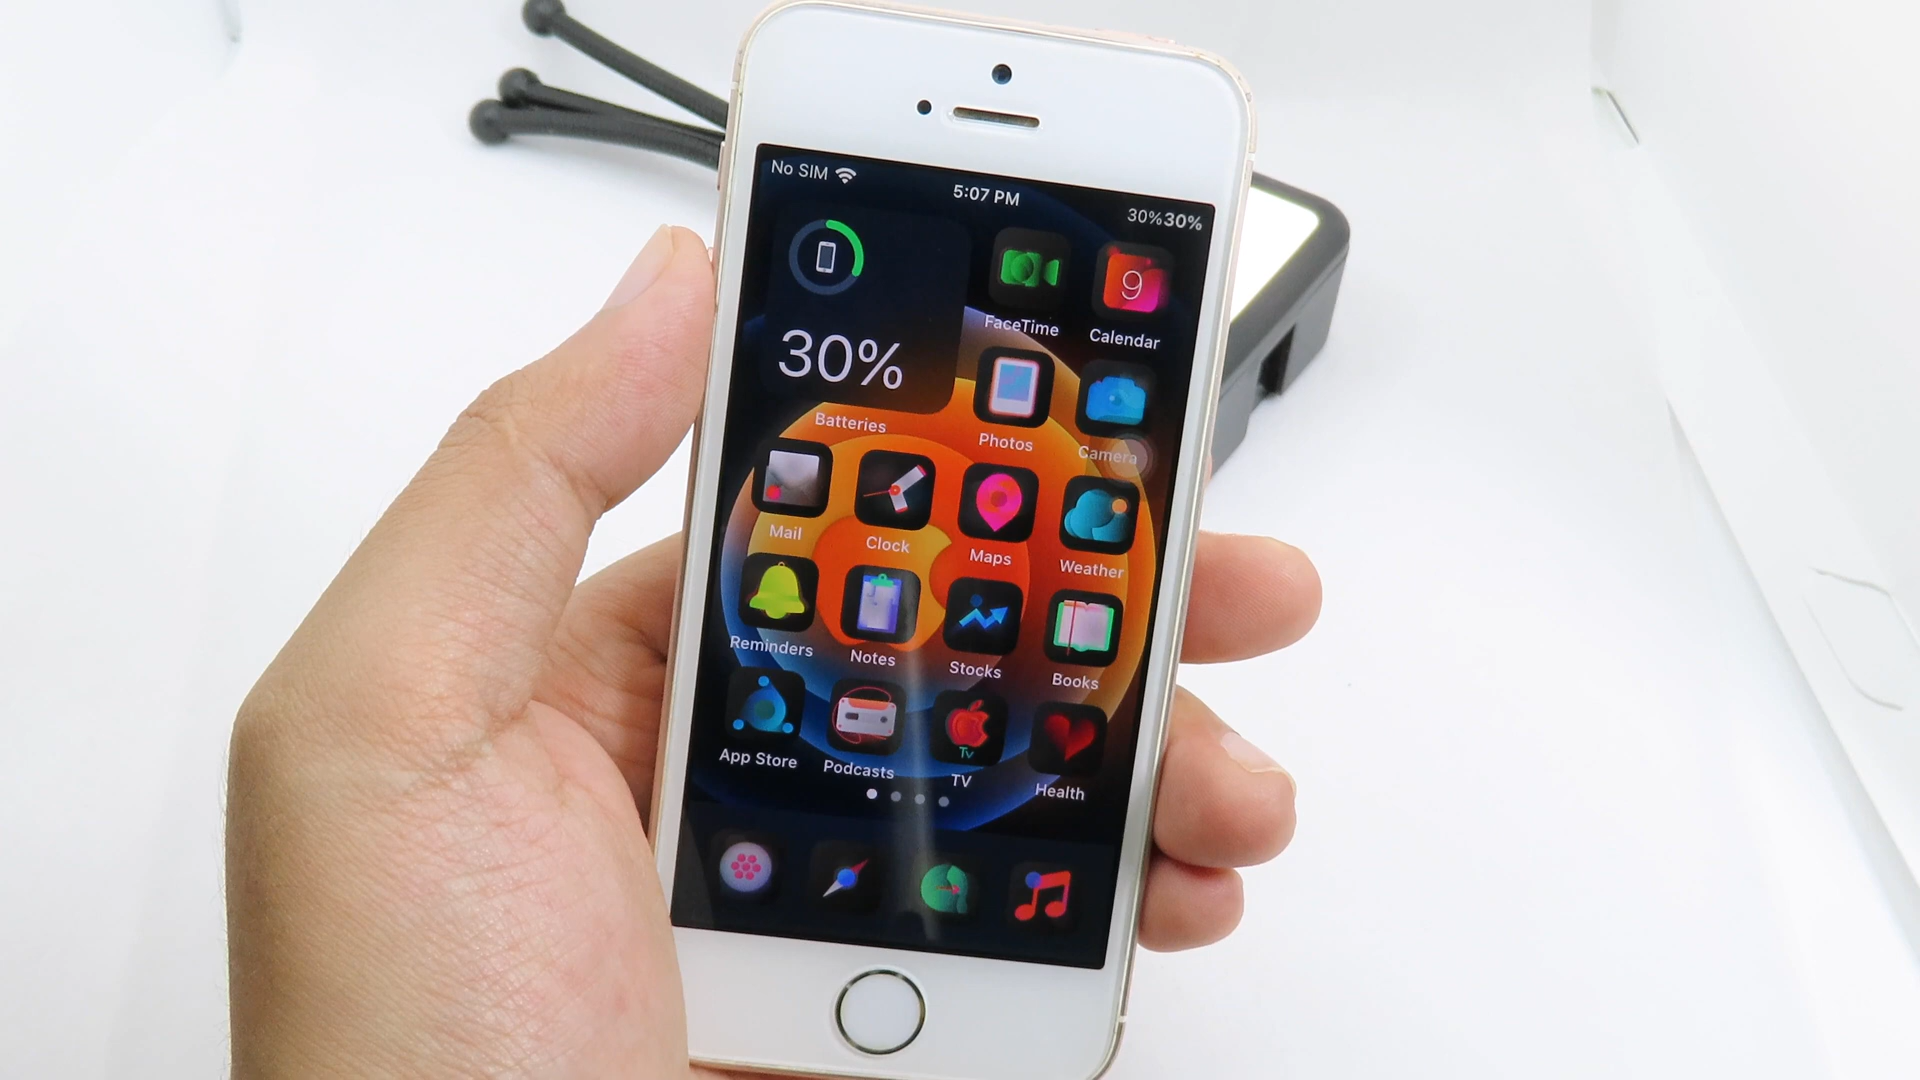 No SIM
5:07 PM
30%30%
30%
Batteries
FaceTime
9
Calendar
Photos
Camera
Mail
Clock
Maps
Weather
Reminders
Notes
Stocks
Books
App Store
Podcasts
Tv
TV
Health